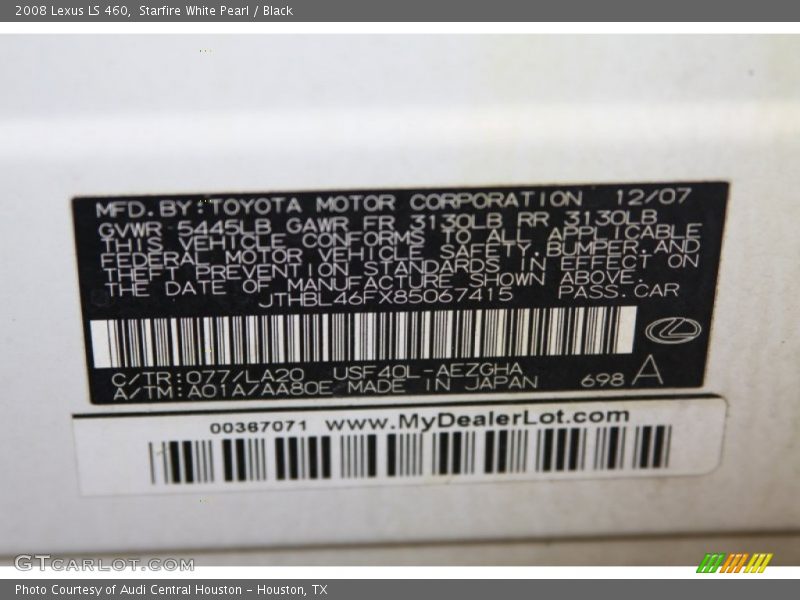 2008 Lexus LS 460, Starfire White Pearl / Black
MFD. BY: TOYOTA MOTOR CORPORATION 12/07
GVWR 5445LB GAWR FR 3130LB RR 3130LB
THIS VEHICLE CONFORMS TO ALL APPLICABLE
FEDERAL MOTOR VEHICLE SAFETY, BUMPER, AND
THEFT PREVENTION STANDARDS IN EFFECT ON
THE DATE OF MANUFACTURE SHOWN ABOVE.
JTHBL46FX85067415 PASS. CAR
C/TR: 077/LA20 USF40L-AEZGHA
A/TM: A01A/AA80E MADE IN JAPAN 698 A
00367071 www.MyDealerLot.com
GTCARLOT.COM
Photo Courtesy of Audi Central Houston - Houston, TX